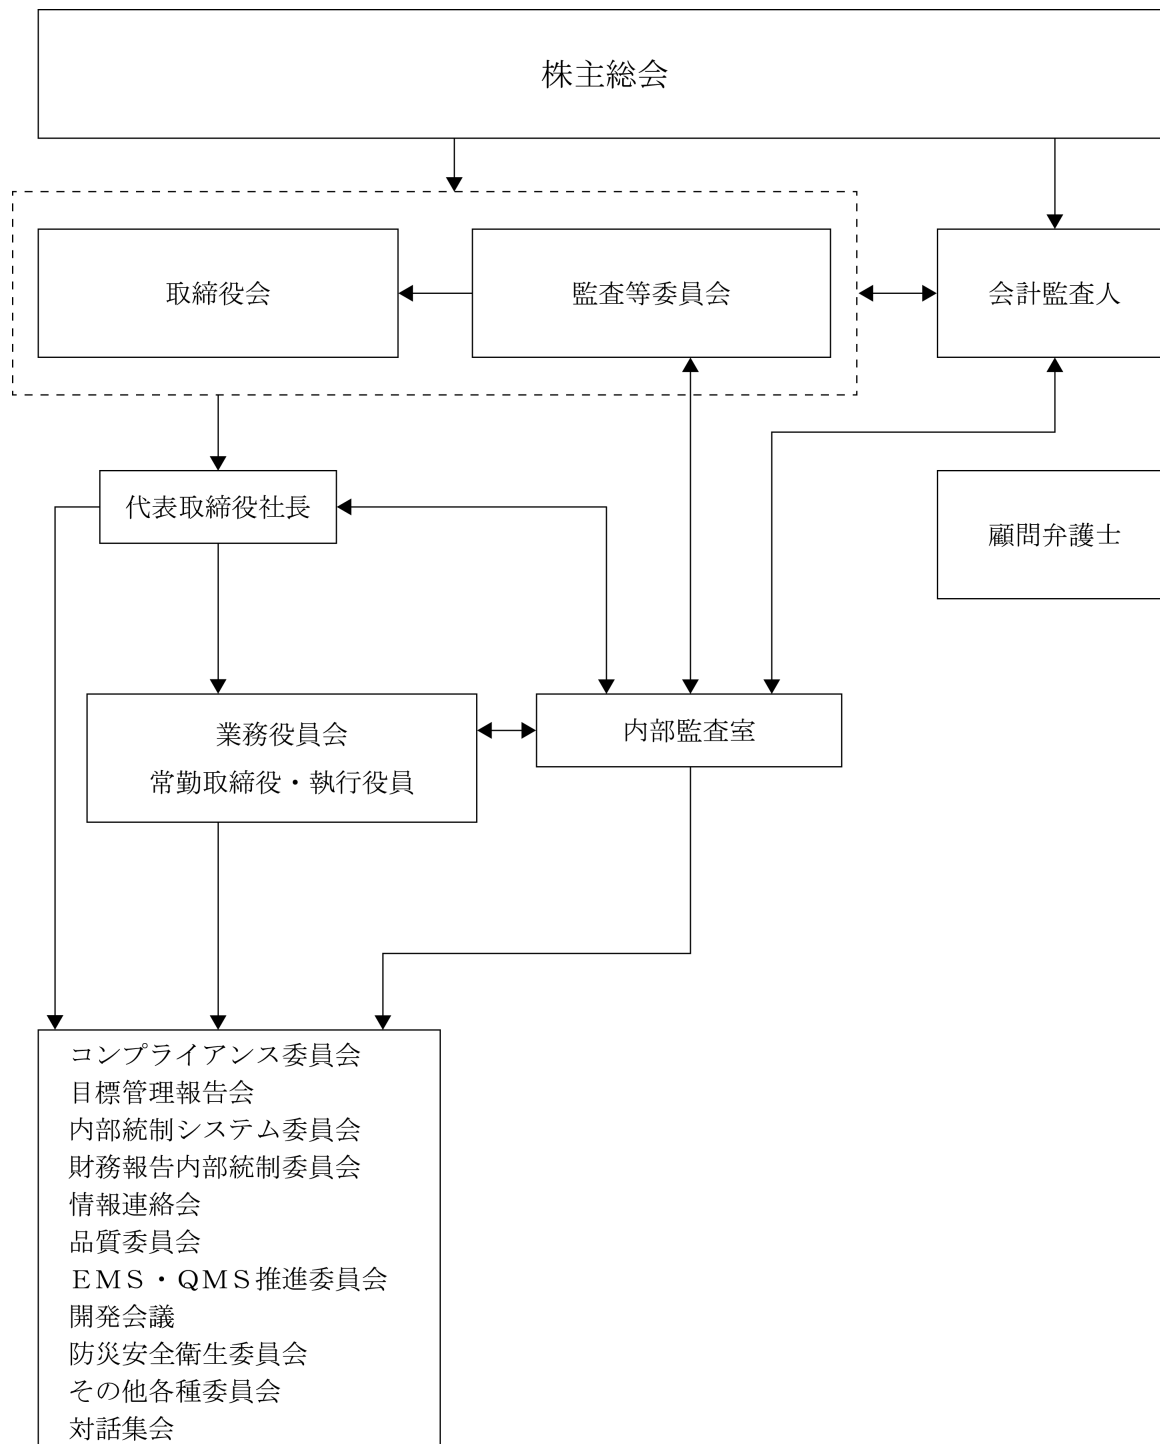 株主総会
取締役会
監査等委員会
会計監査人
代表取締役社長
顧問弁護士
業務役員会
常勤取締役・執行役員
内部監査室
コンプライアンス委員会
目標管理報告会
内部統制システム委員会
財務報告内部統制委員会
情報連絡会
品質委員会
ＥＭＳ・ＱＭＳ推進委員会
開発会議
防災安全衛生委員会
その他各種委員会
対話集会